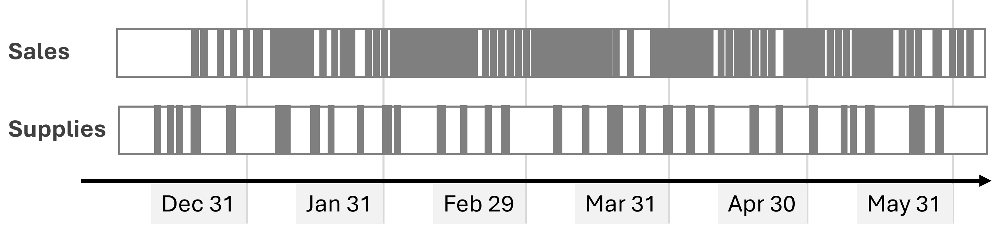 Sales
Supplies
Dec 31
Jan 31
Feb 29
Mar 31
Apr 30
May 31